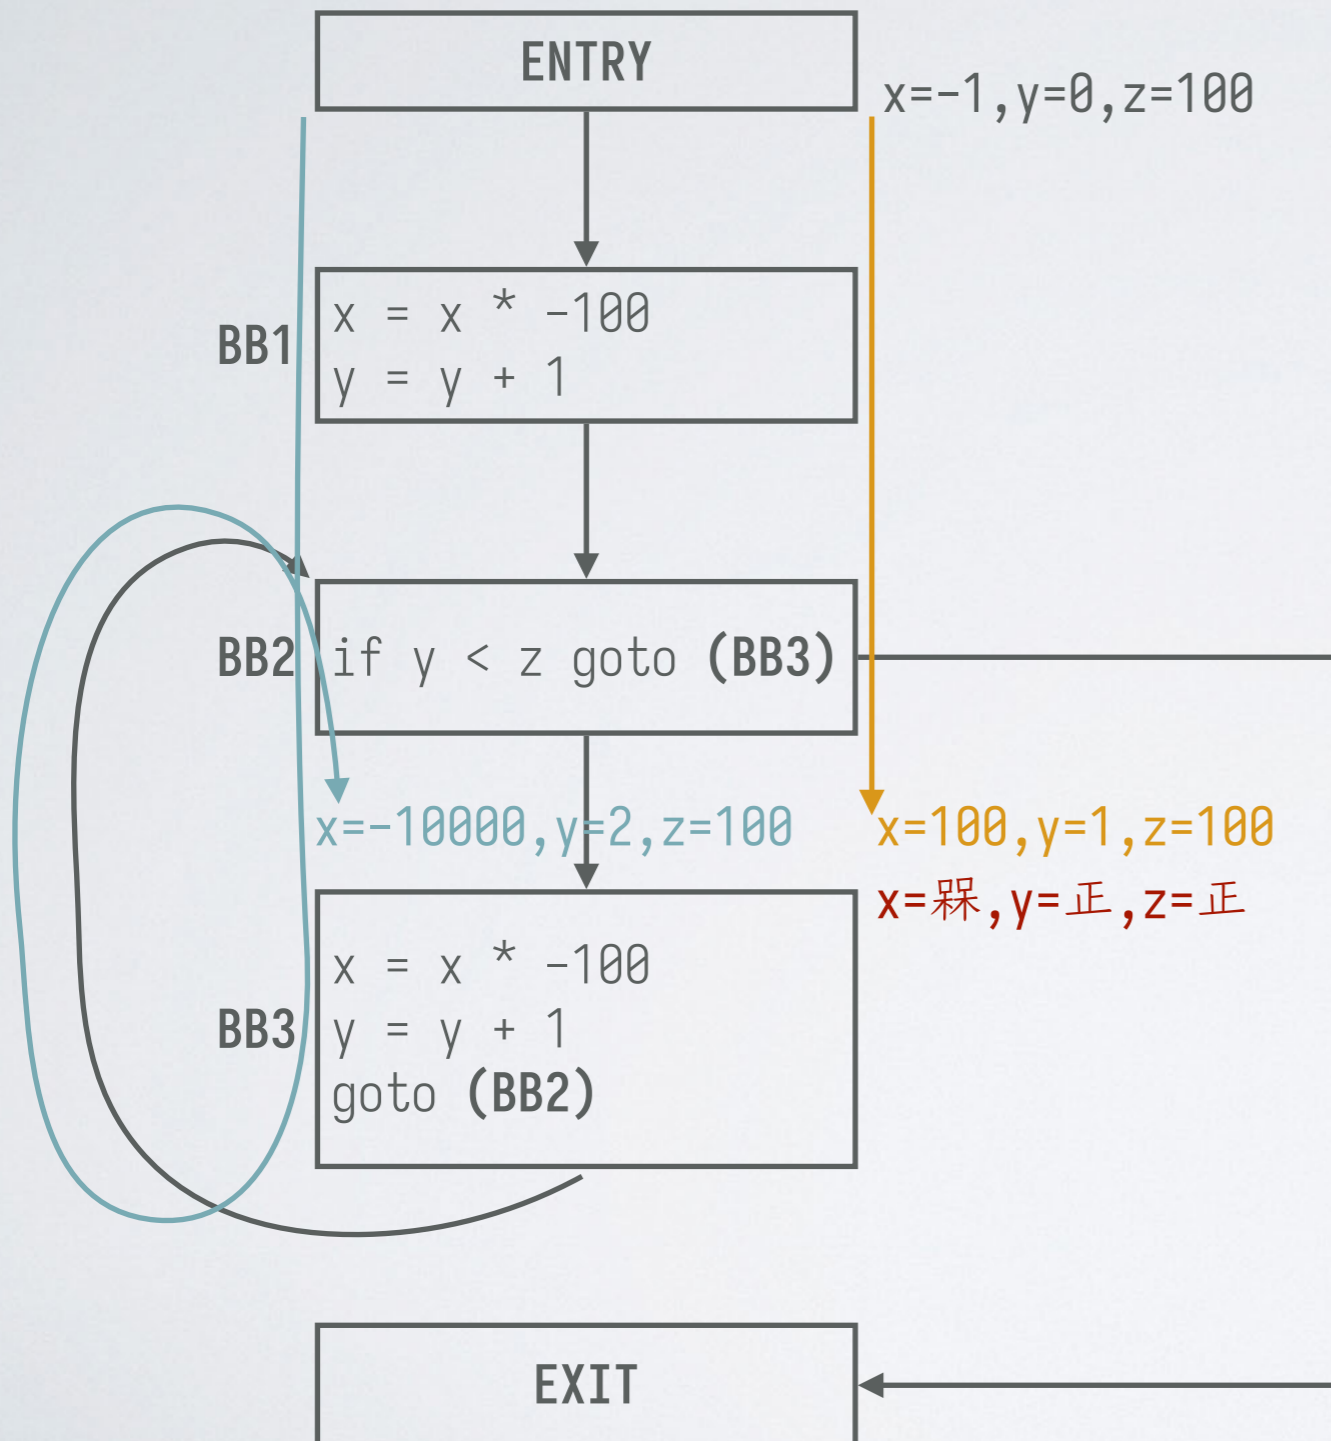 ENTRY
x=-1,y=0,z=100
BB1
x = x * -100
y = y + 1
BB2
if y < z goto (BB3)
x=-10000,y=2,z=100
x=100,y=1,z=100
x=槑,y=正,z=正
BB3
x = x * -100
y = y + 1
goto (BB2)
EXIT